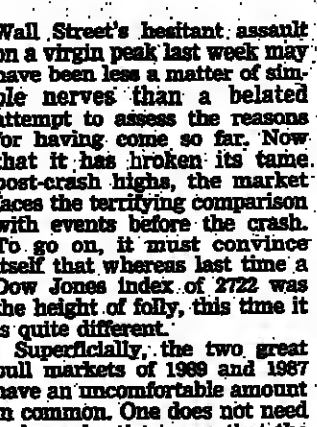 Wall Street's hesitant assault
on a virgin peak last week may
have been less a matter of sim-
ple nerves than a belated
attempt to assess the reasons
for having come so far. Now
that it has broken its tame
post-crash highs, the market
faces the terrifying comparison
with events before the crash.
To go on, it must convince
itself that whereas last time a
Dow Jones index of 2722 was
the height of folly, this time it
is quite different.
Superficially, the two great
bull markets of 1989 and 1987
have an uncomfortable amount
in common. One does not need